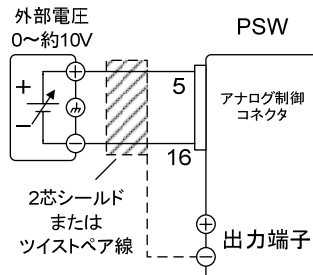 外部電圧
0～約10V
PSW
5
アナログ制御
コネクタ
16
2芯シールド
または
ツイストペア線
出力端子